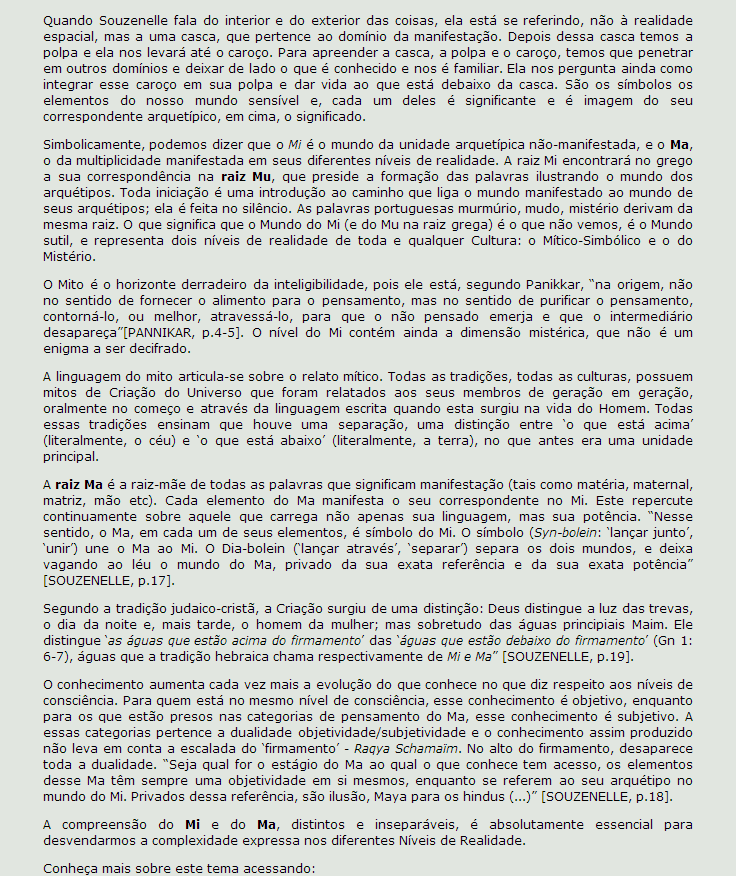 Quando Souzenelle fala do interior e do exterior das coisas, ela está se referindo, não à realidade
espacial, mas a uma casca, que pertence ao domínio da manifestação. Depois dessa casca temos a
polpa e ela nos levará até o caroço. Para apreender a casca, a polpa e o caroço, temos que penetrar
em outros domínios e deixar de lado o que é conhecido e nos é familiar. Ela nos pergunta ainda como
integrar esse caroço em sua polpa e dar vida ao que está debaixo da casca. São os símbolos os
elementos do nosso mundo sensível e, cada um deles é significante e é imagem do seu
correspondente arquetípico, em cima, o significado.
Simbolicamente, podemos dizer que o Mi é o mundo da unidade arquetípica não-manifestada, e o Ma,
o da multiplicidade manifestada em seus diferentes níveis de realidade. A raiz Mi encontrará no grego
a sua correspondência na raiz Mu, que preside a formação das palavras ilustrando o mundo dos
arquétipos. Toda iniciação é uma introdução ao caminho que liga o mundo manifestado ao mundo de
seus arquétipos; ela é feita no silêncio. As palavras portuguesas murmúrio, mudo, mistério derivam da
mesma raiz. O que significa que o Mundo do Mi (e do Mu na raiz grega) é o que não vemos, é o Mundo
sutil, e representa dois níveis de realidade de toda e qualquer Cultura: o Mítico-Simbólico e o do
Mistério.
O Mito é o horizonte derradeiro da inteligibilidade, pois ele está, segundo Panikkar, “na origem, não
no sentido de fornecer o alimento para o pensamento, mas no sentido de purificar o pensamento,
contorná-lo, ou melhor, atravessá-lo, para que o não pensado emerja e que o intermediário
desapareça”[PANNIKAR, p.4-5]. O nível do Mi contém ainda a dimensão mistérica, que não é um
enigma a ser decifrado.
A linguagem do mito articula-se sobre o relato mítico. Todas as tradições, todas as culturas, possuem
mitos de Criação do Universo que foram relatados aos seus membros de geração em geração,
oralmente no começo e através da linguagem escrita quando esta surgiu na vida do Homem. Todas
essas tradições ensinam que houve uma separação, uma distinção entre ‘o que está acima’
(literalmente, o céu) e ‘o que está abaixo’ (literalmente, a terra), no que antes era uma unidade
principal.
A raiz Ma é a raiz-mãe de todas as palavras que significam manifestação (tais como matéria, maternal,
matriz, mão etc). Cada elemento do Ma manifesta o seu correspondente no Mi. Este repercute
continuamente sobre aquele que carrega não apenas sua linguagem, mas sua potência. “Nesse
sentido, o Ma, em cada um de seus elementos, é símbolo do Mi. O símbolo (Syn-bolein: ‘lançar junto’,
‘unir’) une o Ma ao Mi. O Dia-bolein (‘lançar através’, ‘separar’) separa os dois mundos, e deixa
vagando ao léu o mundo do Ma, privado da sua exata referência e da sua exata potência”
[SOUZENELLE, p.17].
Segundo a tradição judaico-cristã, a Criação surgiu de uma distinção: Deus distingue a luz das trevas,
o dia da noite e, mais tarde, o homem da mulher; mas sobretudo das águas principiais Maim. Ele
distingue ‘as águas que estão acima do firmamento’ das ‘águas que estão debaixo do firmamento’ (Gn 1:
6-7), águas que a tradição hebraica chama respectivamente de Mi e Ma” [SOUZENELLE, p.19].
O conhecimento aumenta cada vez mais a evolução do que conhece no que diz respeito aos níveis de
consciência. Para quem está no mesmo nível de consciência, esse conhecimento é objetivo, enquanto
para os que estão presos nas categorias de pensamento do Ma, esse conhecimento é subjetivo. A
essas categorias pertence a dualidade objetividade/subjetividade e o conhecimento assim produzido
não leva em conta a escalada do ‘firmamento’ - Raqya Schamaïm. No alto do firmamento, desaparece
toda a dualidade. “Seja qual for o estágio do Ma ao qual o que conhece tem acesso, os elementos
desse Ma têm sempre uma objetividade em si mesmos, enquanto se referem ao seu arquétipo no
mundo do Mi. Privados dessa referência, são ilusão, Maya para os hindus (...)” [SOUZENELLE, p.18].
A compreensão do Mi e do Ma, distintos e inseparáveis, é absolutamente essencial para
desvendarmos a complexidade expressa nos diferentes Níveis de Realidade.
Conheça mais sobre este tema acessando: